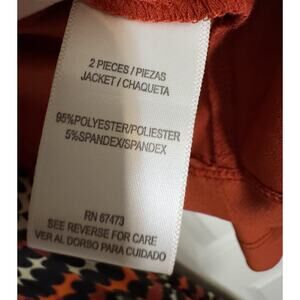 2 PIECES / PIEZAS
JACKET / CHAQUETA
95%POLYESTER/POLIESTER
5%SPANDEX/SPANDEX
RN 67473
SEE REVERSE FOR CARE
VER AL DORSO PARA CUIDADO